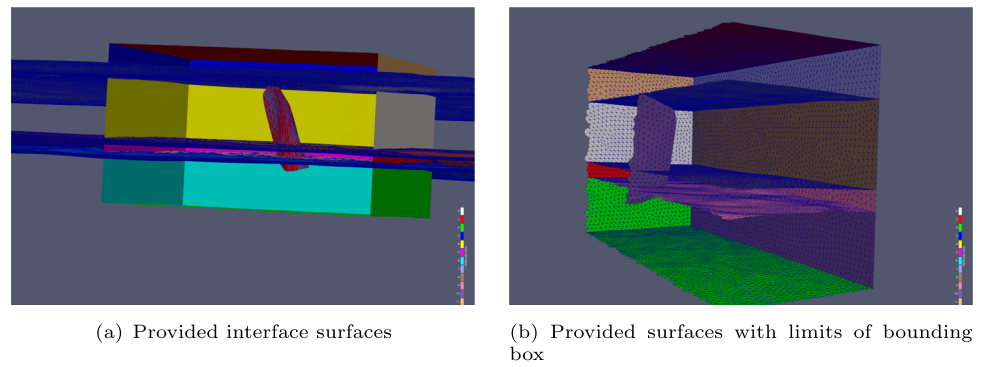 (a) Provided interface surfaces
(b) Provided surfaces with limits of bounding
box